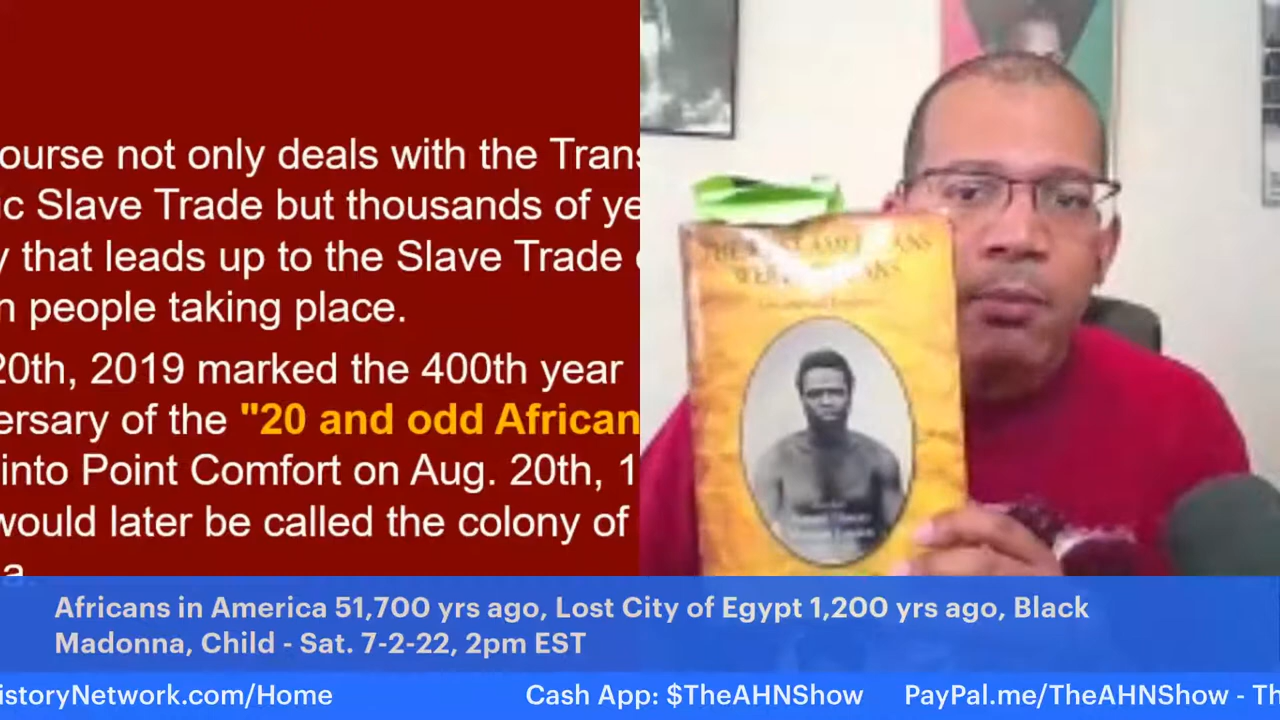 ourse not only deals with the Trans
ic Slave Trade but thousands of ye
y that leads up to the Slave Trade
n people taking place.
20th, 2019 marked the 400th year
ersary of the "20 and odd African
into Point Comfort on Aug. 20th, 1
would later be called the colony of
a.
Africans in America 51,700 yrs ago, Lost City of Egypt 1,200 yrs ago, Black
Madonna, Child - Sat. 7-2-22, 2pm EST
istoryNetwork.com/Home Cash App: $TheAHNShow PayPal.me/TheAHNShow - Th